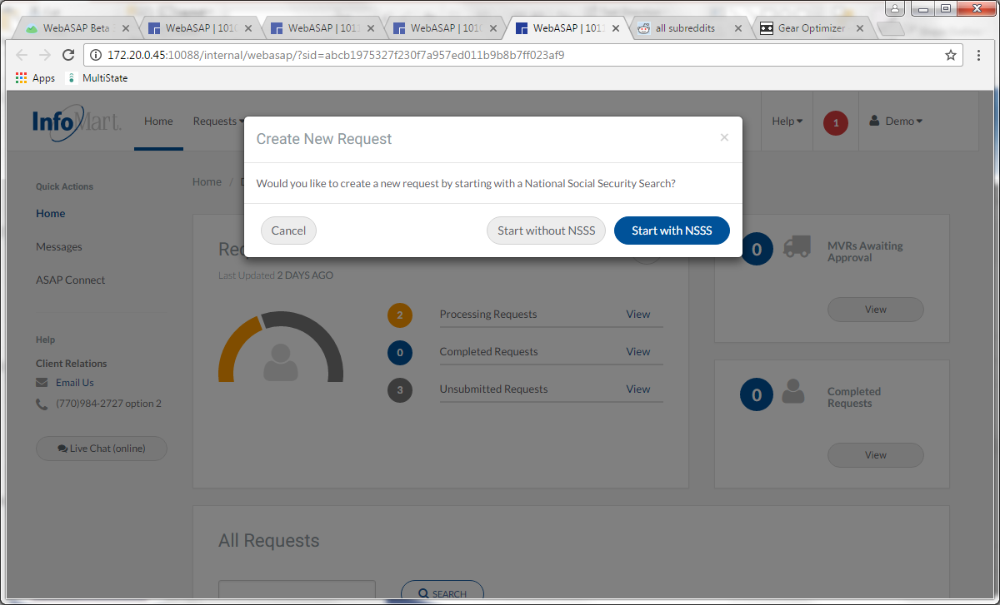 WebASAP Beta
WebASAP | 1010
WebASAP | 1011
WebASAP | 1010
WebASAP | 1011
all subreddits
Gear Optimizer
172.20.0.45:10088/internal/webasap/?sid=abcb1975327f230f7a957ed011b9b8b7ff023af9
Apps
MultiState
InfoMart.
Home
Requests
Help
1
Demo
Create New Request
×
Would you like to create a new request by starting with a National Social Security Search?
Cancel
Start without NSSS
Start with NSSS
Quick Actions
Home
Messages
ASAP Connect
Help
Client Relations
Email Us
(770)984-2727 option 2
Live Chat (online)
Home /
Last Updated 2 DAYS AGO
2 Processing Requests View
0 Completed Requests View
3 Unsubmitted Requests View
0 MVRs Awaiting
Approval
View
0 Completed
Requests
View
All Requests
SEARCH